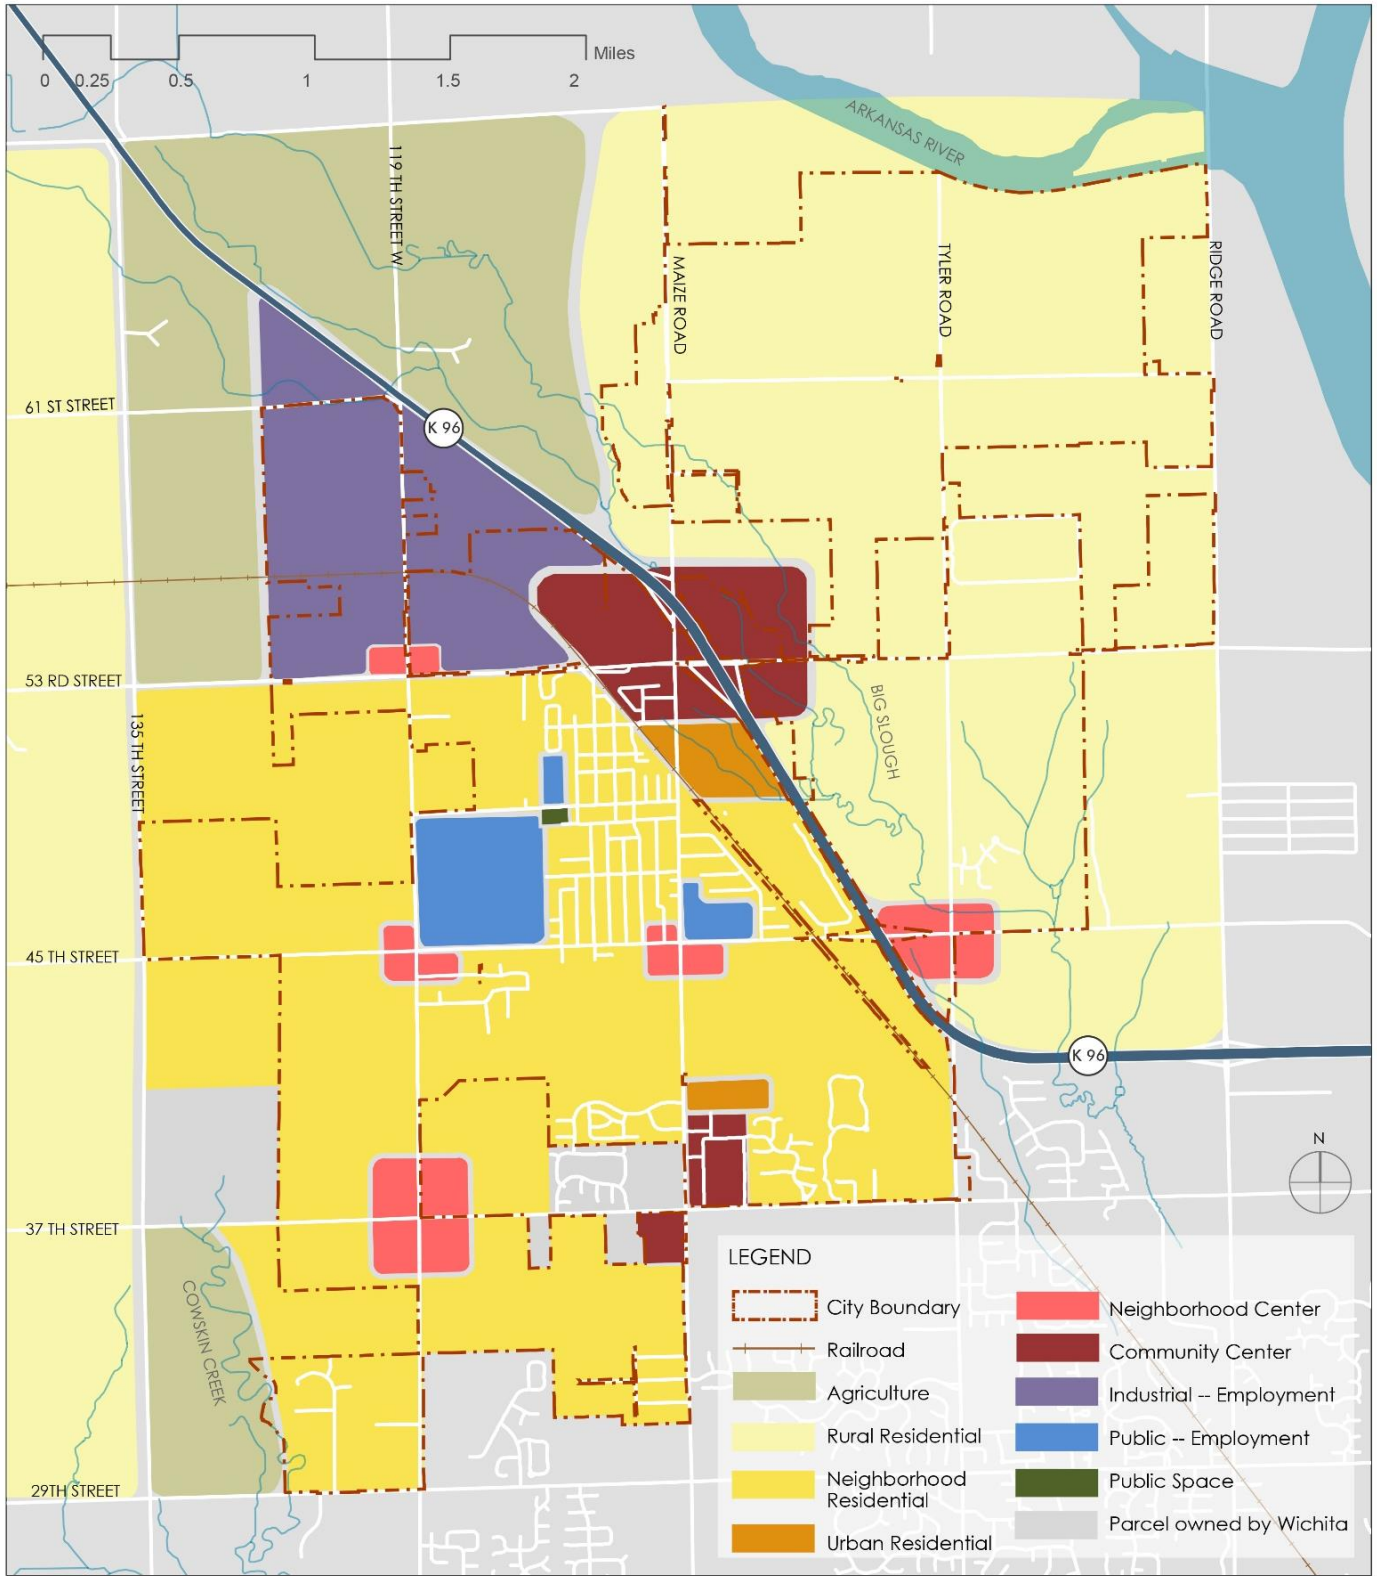 Miles
0 0.25 0.5 1 1.5 2
ARKANSAS RIVER
119 TH STREET W
MAIZE ROAD
TYLER ROAD
RIDGE ROAD
61 ST STREET
K 96
53 RD STREET
135 TH STREET
BIG SLOUGH
45 TH STREET
K 96
N
37 TH STREET
COWSKIN CREEK
29TH STREET
LEGEND
City Boundary
Railroad
Agriculture
Rural Residential
Neighborhood
Residential
Urban Residential
Neighborhood Center
Community Center
Industrial -- Employment
Public -- Employment
Public Space
Parcel owned by Wichita